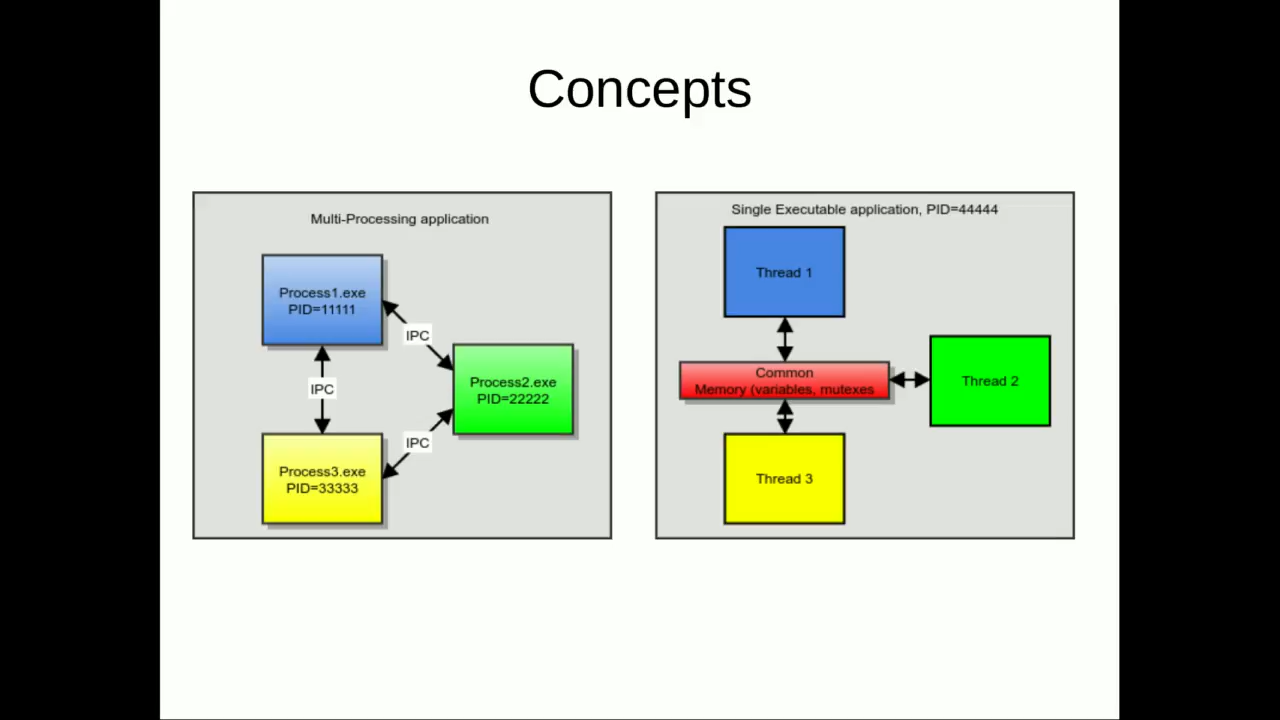 Concepts
Multi-Processing application
Process1.exe
PID=11111
IPC
Process2.exe
PID=22222
IPC
IPC
Process3.exe
PID=33333
Single Executable application, PID=44444
Thread 1
Common
Memory (variables, mutexes
Thread 2
Thread 3